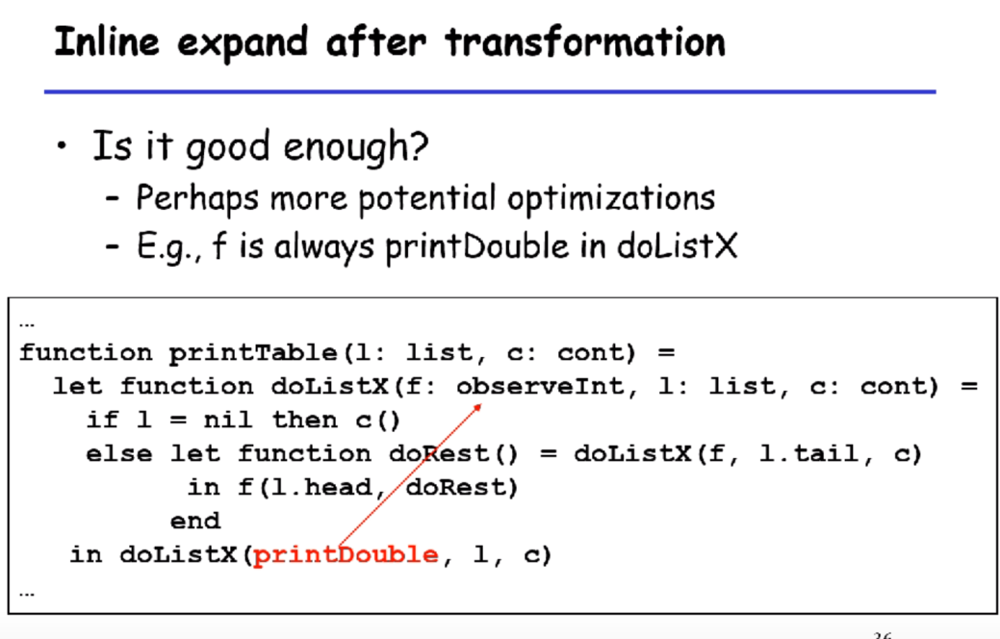 Inline expand after transformation
• Is it good enough?
– Perhaps more potential optimizations
– E.g., f is always printDouble in doListX
...
function printTable(l: list, c: cont) =
let function doListX(f: observeInt, l: list, c: cont) =
if l = nil then c()
else let function doRest() = doListX(f, l.tail, c)
in f(l.head, doRest)
end
in doListX(printDouble, l, c)
...